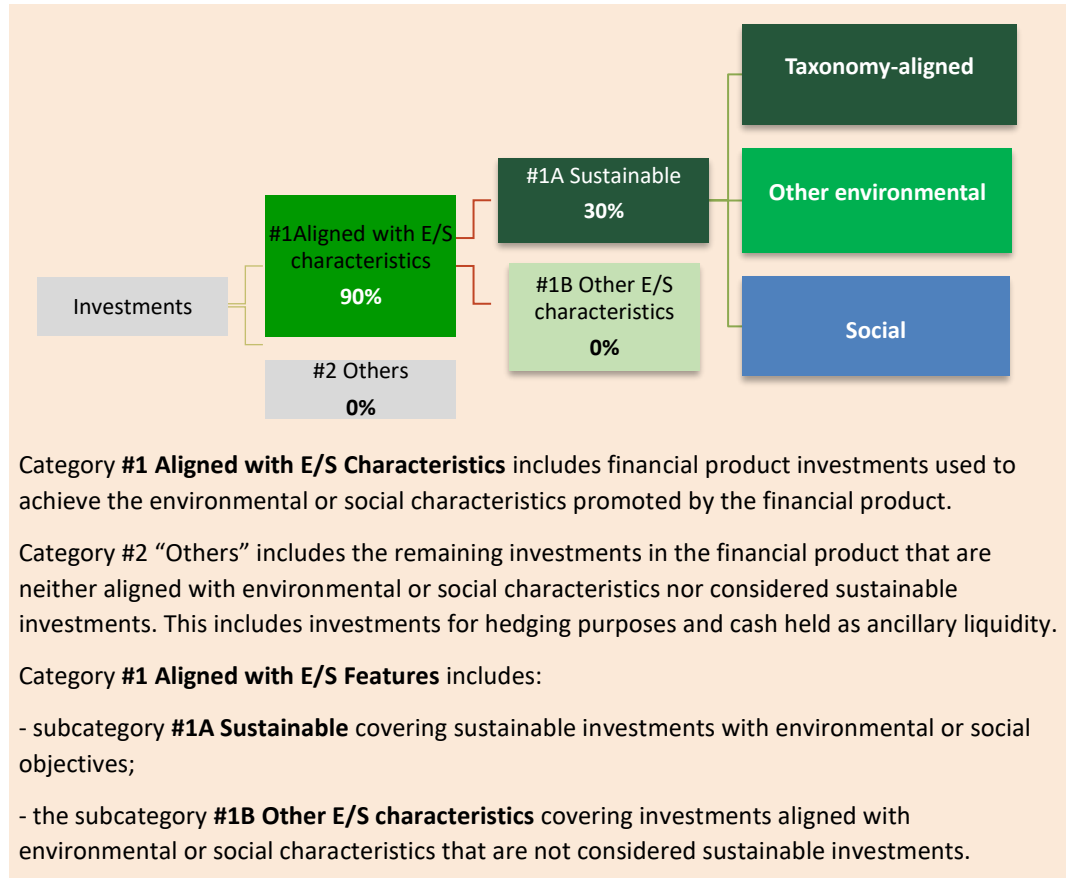 Taxonomy-aligned
#1A Sustainable
30%
Other environmental
#1Aligned with E/S
characteristics
90%
#1B Other E/S
characteristics
0%
Investments
Social
#2 Others
0%
Category #1 Aligned with E/S Characteristics includes financial product investments used to
achieve the environmental or social characteristics promoted by the financial product.
Category #2 “Others” includes the remaining investments in the financial product that are
neither aligned with environmental or social characteristics nor considered sustainable
investments. This includes investments for hedging purposes and cash held as ancillary liquidity.
Category #1 Aligned with E/S Features includes:
- subcategory #1A Sustainable covering sustainable investments with environmental or social
objectives;
- the subcategory #1B Other E/S characteristics covering investments aligned with
environmental or social characteristics that are not considered sustainable investments.